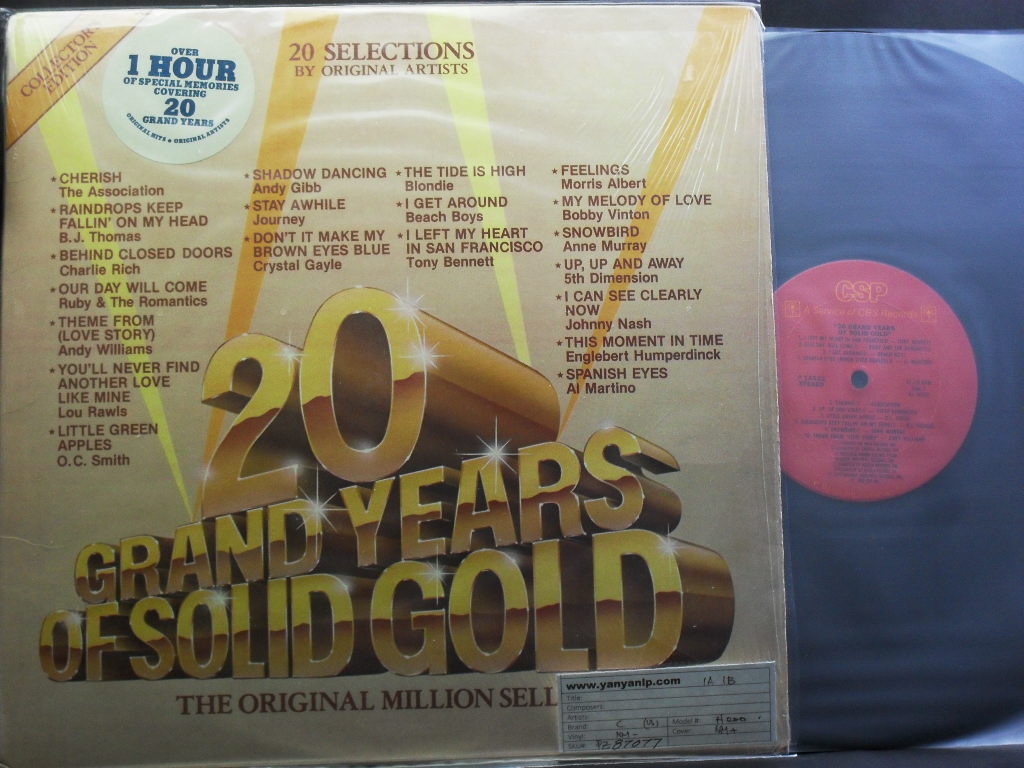 COLLECTOR'S
EDITION
OVER
1 HOUR
OF SPECIAL MEMORIES
COVERING
20
GRAND YEARS
ORIGINAL HITS • ORIGINAL ARTISTS
20 SELECTIONS
BY ORIGINAL ARTISTS
★ CHERISH
The Association
★ RAINDROPS KEEP
FALLIN' ON MY HEAD
B.J. Thomas
★ BEHIND CLOSED DOORS
Charlie Rich
★ OUR DAY WILL COME
Ruby & The Romantics
★ THEME FROM
(LOVE STORY)
Andy Williams
★ YOU'LL NEVER FIND
ANOTHER LOVE
LIKE MINE
Lou Rawls
★ LITTLE GREEN
APPLES
O.C. Smith
★ SHADOW DANCING
Andy Gibb
★ STAY AWHILE
Journey
★ DON'T IT MAKE MY
BROWN EYES BLUE
Crystal Gayle
★ THE TIDE IS HIGH
Blondie
★ I GET AROUND
Beach Boys
★ I LEFT MY HEART
IN SAN FRANCISCO
Tony Bennett
★ FEELINGS
Morris Albert
★ MY MELODY OF LOVE
Bobby Vinton
★ SNOWBIRD
Anne Murray
★ UP, UP AND AWAY
5th Dimension
★ I CAN SEE CLEARLY
NOW
Johnny Nash
★ THIS MOMENT IN TIME
Englebert Humperdinck
★ SPANISH EYES
Al Martino
20
GRAND YEARS
OF SOLID GOLD
THE ORIGINAL MILLION SELL
www.yanyanlp.com 1A 1B
Title:
Composers:
Artists:
Brand: C (US) Model #:
Vinyl: NM- Cover: NM+
SKU#: PZ87077
CSP
A Service of CBS Records
"20 GRAND YEARS
OF SOLID GOLD"
STEREO